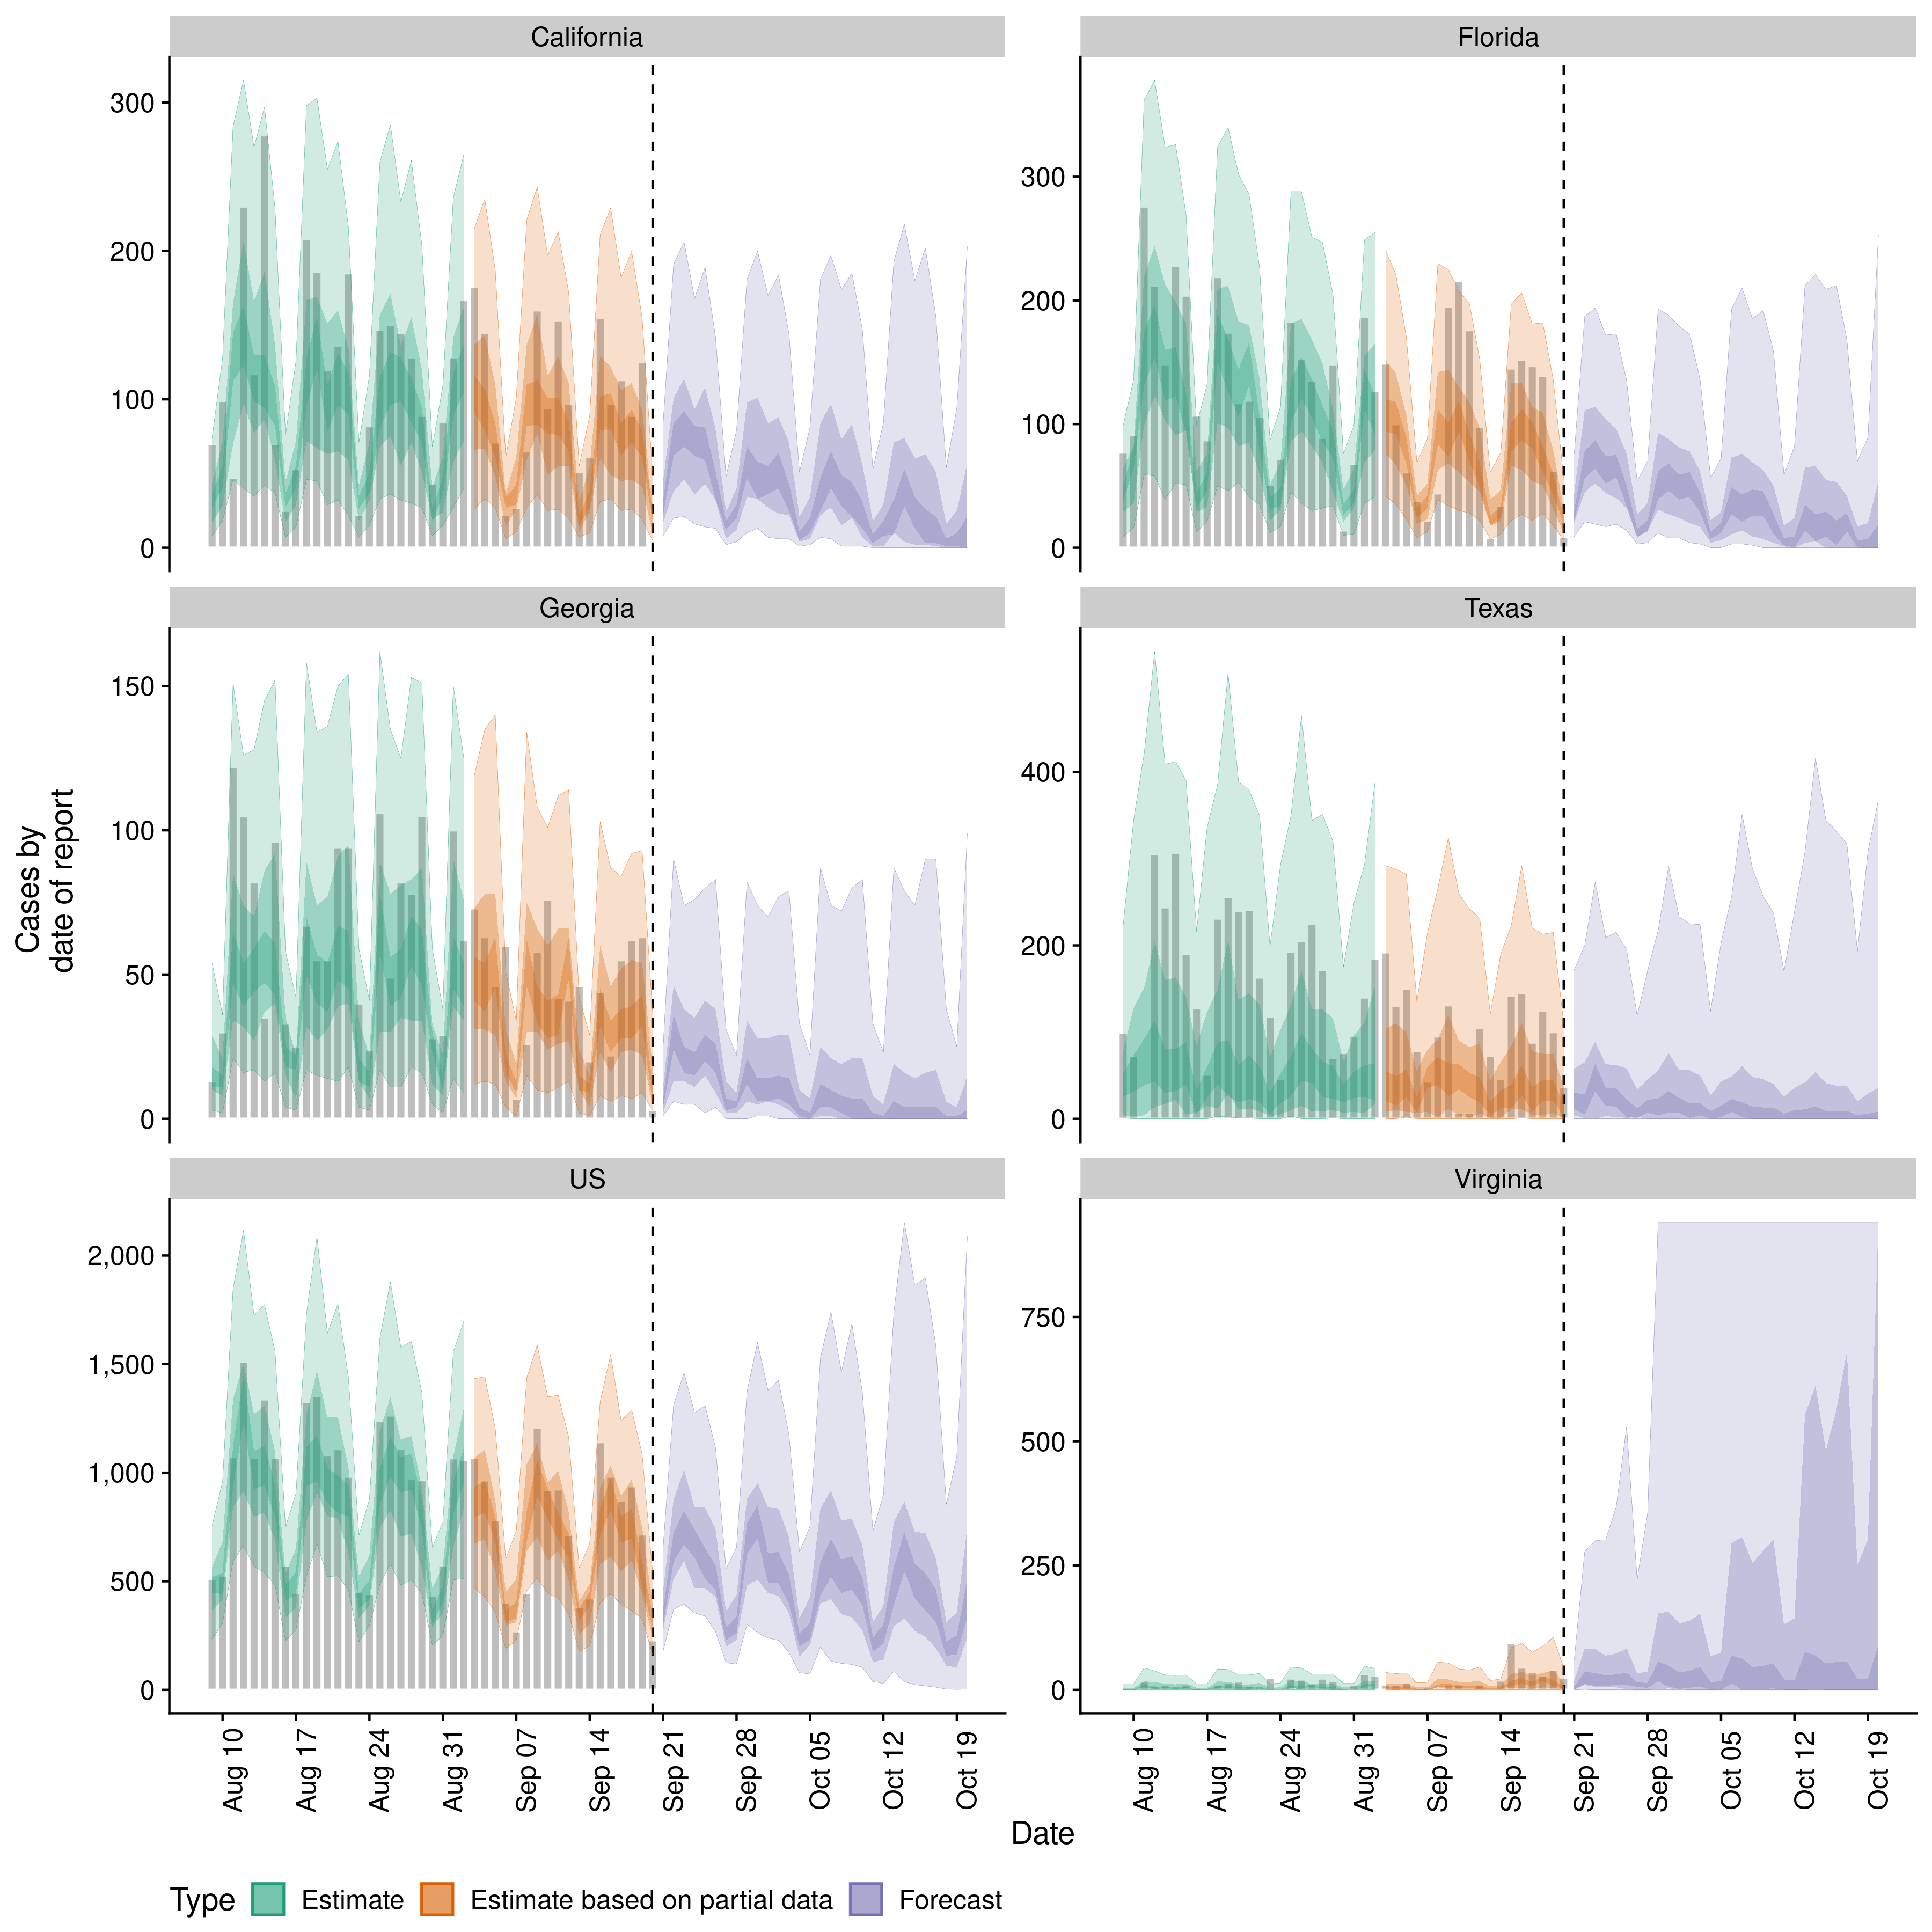 California
Florida
300
200
100
0
300
200
100
0
Georgia
Texas
150
100
50
0
400
200
0
US
Virginia
2,000
1,500
1,000
500
0
750
500
250
0
Cases by
date of report
Aug 10
Aug 17
Aug 24
Aug 31
Sep 07
Sep 14
Sep 21
Sep 28
Oct 05
Oct 12
Oct 19
Aug 10
Aug 17
Aug 24
Aug 31
Sep 07
Sep 14
Sep 21
Sep 28
Oct 05
Oct 12
Oct 19
Date
Type Estimate Estimate based on partial data Forecast